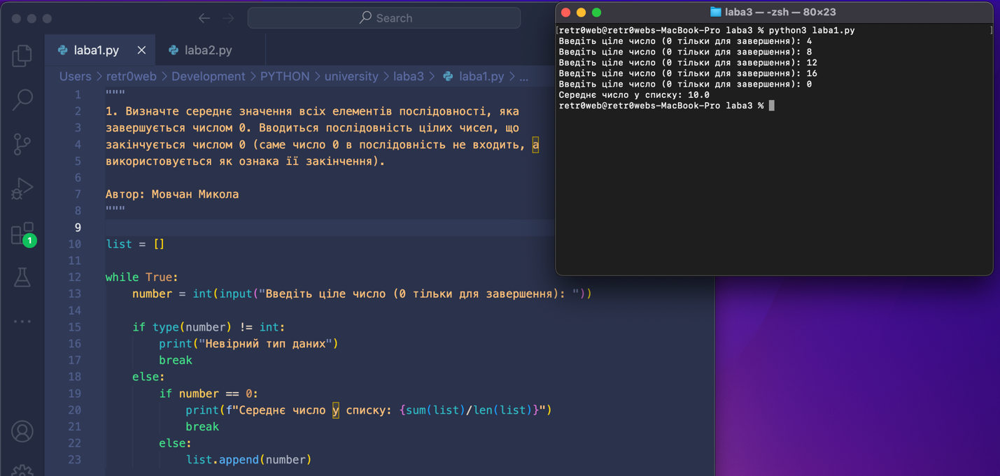 Search
laba1.py
laba2.py
Users > retr0web > Development > PYTHON > university > laba3 > laba1.py > ...
1 """
2 1. Визначте середнє значення всіх елементів послідовності, яка
3 завершується числом 0. Вводиться послідовність цілих чисел, що
4 закінчується числом 0 (саме число 0 в послідовність не входить, а
5 використовується як ознака її закінчення).
6
7 Автор: Мовчан Микола
8 """
9
10 list = []
11
12 while True:
13 number = int(input("Введіть ціле число (0 тільки для завершення): "))
14
15 if type(number) != int:
16 print("Невірний тип даних")
17 break
18 else:
19 if number == 0:
20 print(f"Середнє число у списку: {sum(list)/len(list)}")
21 break
22 else:
23 list.append(number)
1
laba3 — -zsh — 80×23
[retr0web@retr0webs-MacBook-Pro laba3 % python3 laba1.py ]
Введіть ціле число (0 тільки для завершення): 4
Введіть ціле число (0 тільки для завершення): 8
Введіть ціле число (0 тільки для завершення): 12
Введіть ціле число (0 тільки для завершення): 16
Введіть ціле число (0 тільки для завершення): 0
Середнє число у списку: 10.0
retr0web@retr0webs-MacBook-Pro laba3 %